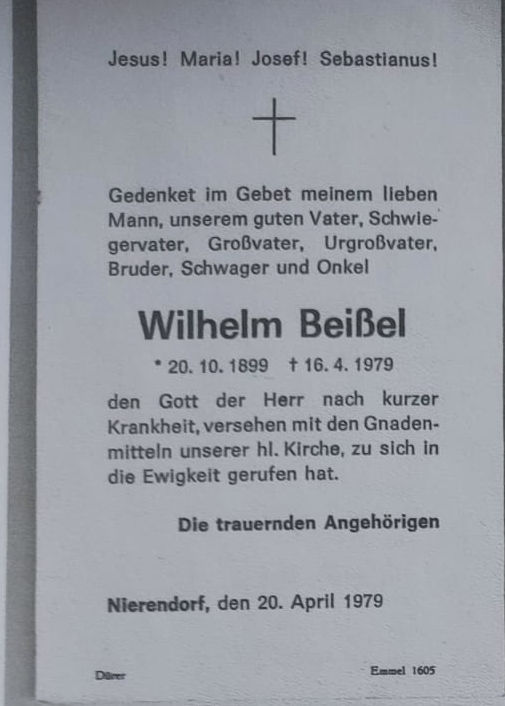 Jesus! Maria! Josef! Sebastianus!
Gedenket im Gebet meinem lieben
Mann, unserem guten Vater, Schwie-
gervater, Großvater, Urgroßvater,
Bruder, Schwager und Onkel
Wilhelm Beißel
* 20. 10. 1899 † 16. 4. 1979
den Gott der Herr nach kurzer
Krankheit, versehen mit den Gnaden-
mitteln unserer hl. Kirche, zu sich in
die Ewigkeit gerufen hat.
Die trauernden Angehörigen
Nierendorf, den 20. April 1979
Dürer
Emmel 1605